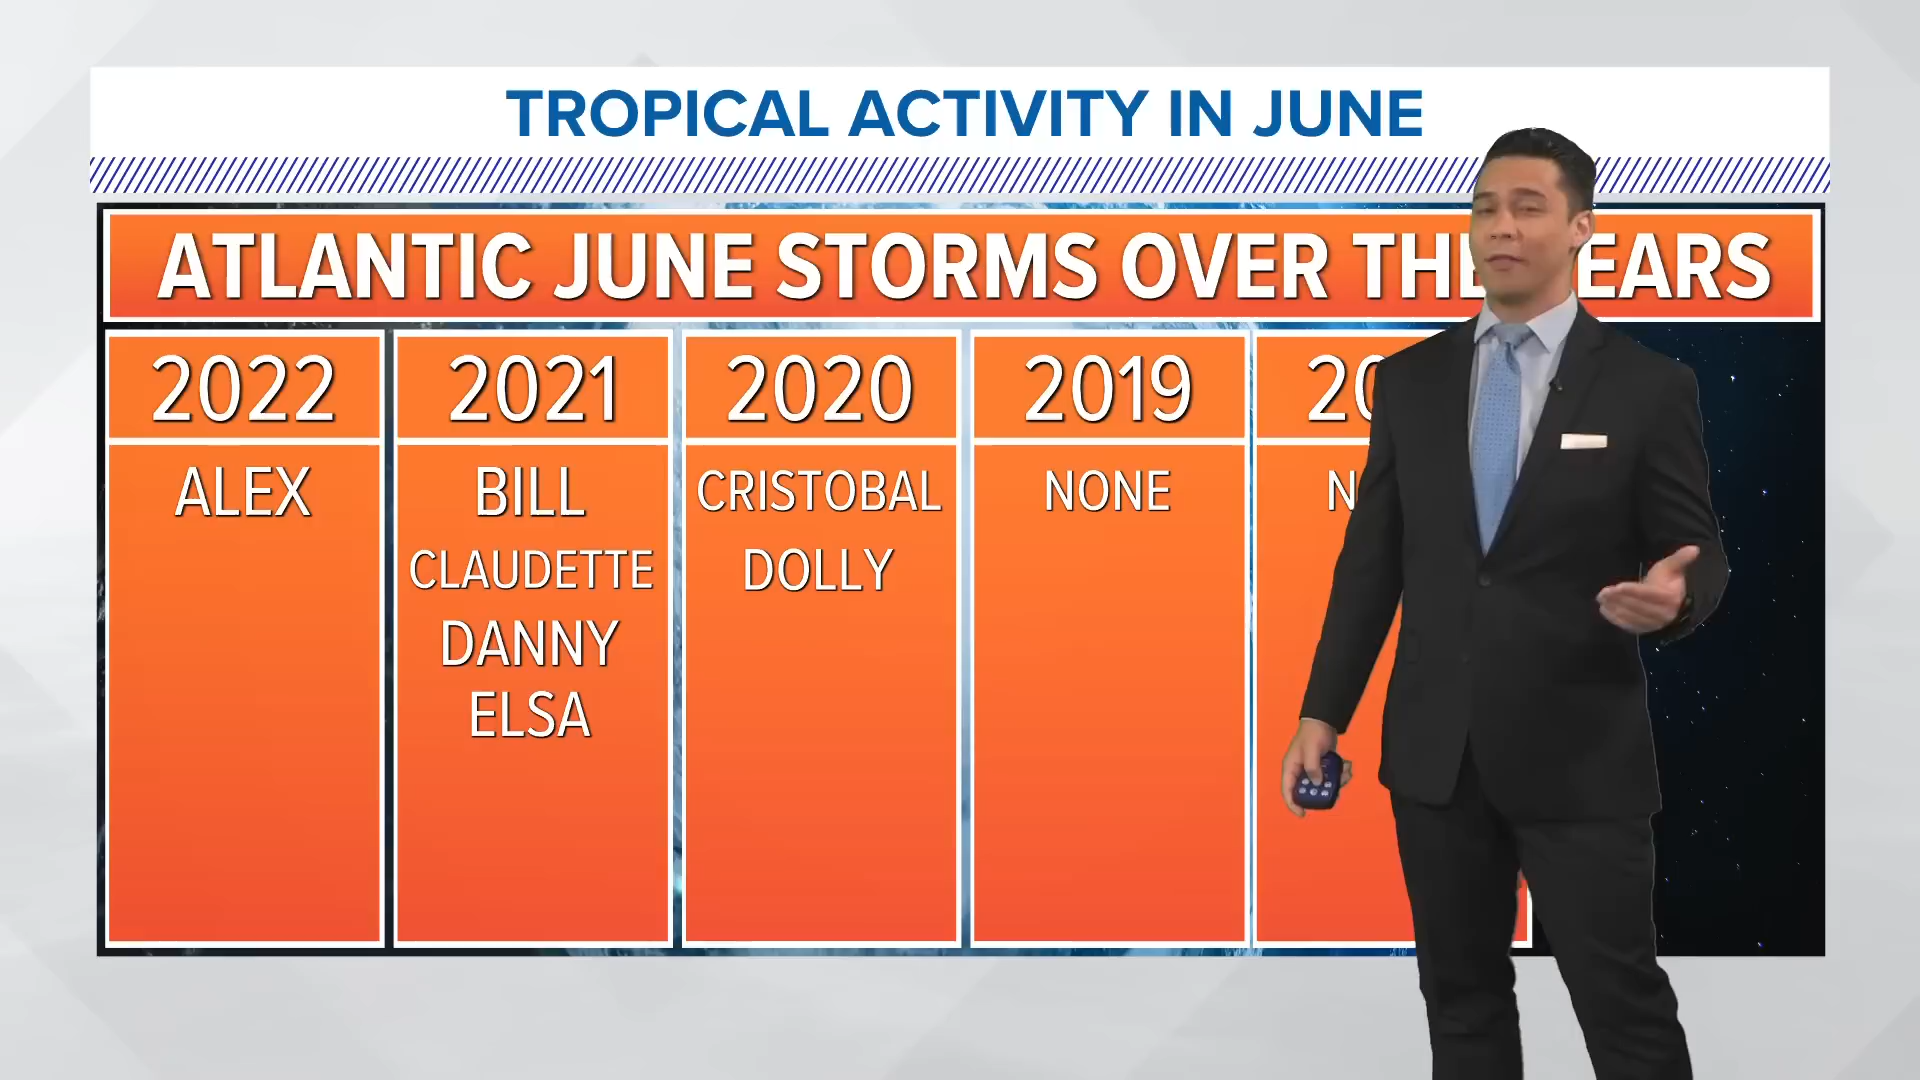 TROPICAL ACTIVITY IN JUNE
ATLANTIC JUNE STORMS OVER THE EARS
2022
ALEX
2021
BILL
CLAUDETTE
DANNY
ELSA
2020
CRISTOBAL
DOLLY
2019
NONE